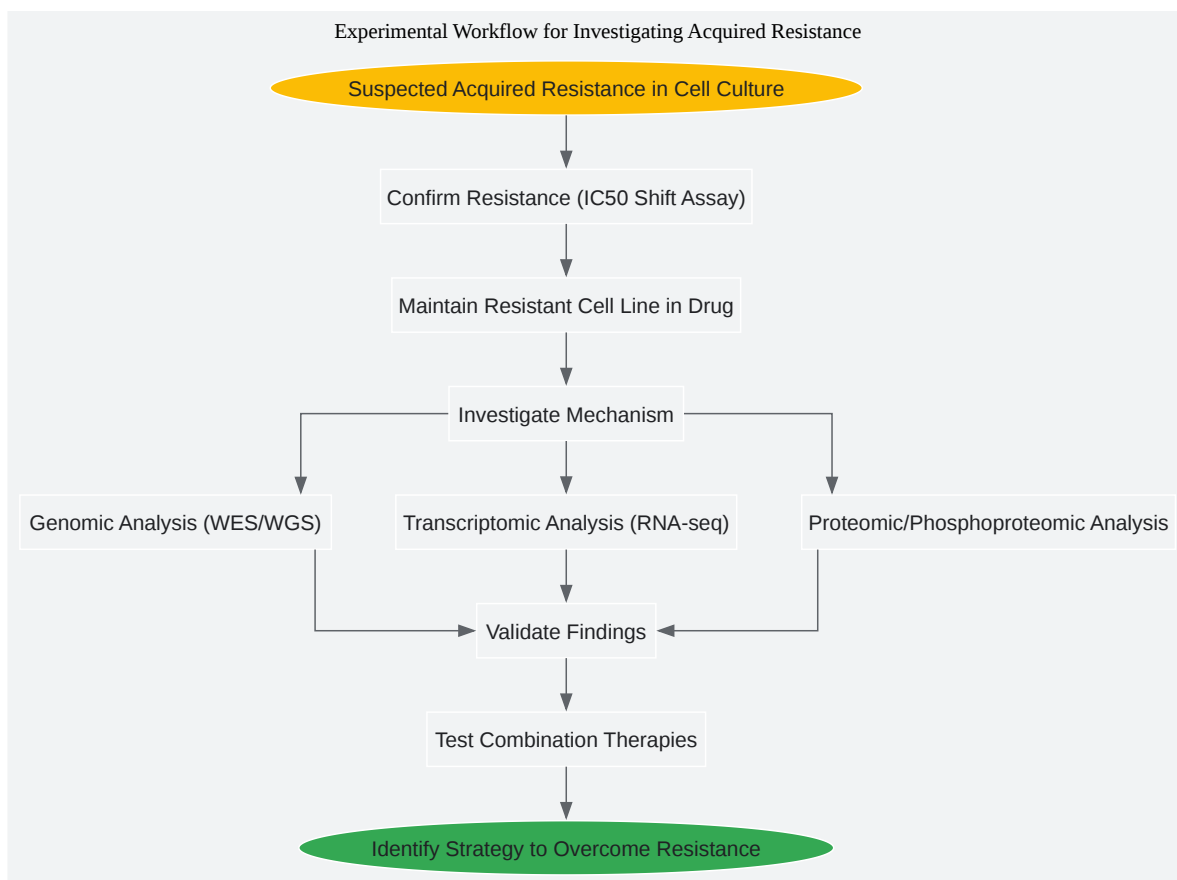 Experimental Workflow for Investigating Acquired Resistance
Suspected Acquired Resistance in Cell Culture
Confirm Resistance (IC50 Shift Assay)
Maintain Resistant Cell Line in Drug
Investigate Mechanism
Genomic Analysis (WES/WGS)
Transcriptomic Analysis (RNA-seq)
Proteomic/Phosphoproteomic Analysis
Validate Findings
Test Combination Therapies
Identify Strategy to Overcome Resistance